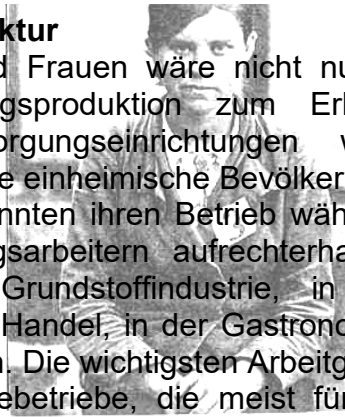 ktur
d Frauen wäre nicht nu
gsproduktion zum Erl
orgungseinrichtungen w
e einheimische Bevölker
nnten ihren Betrieb wäh
gsarbeitern aufrechterha
Grundstoffindustrie, in
Handel, in der Gastrono
n. Die wichtigsten Arbeitg
ebetriebe, die meist für